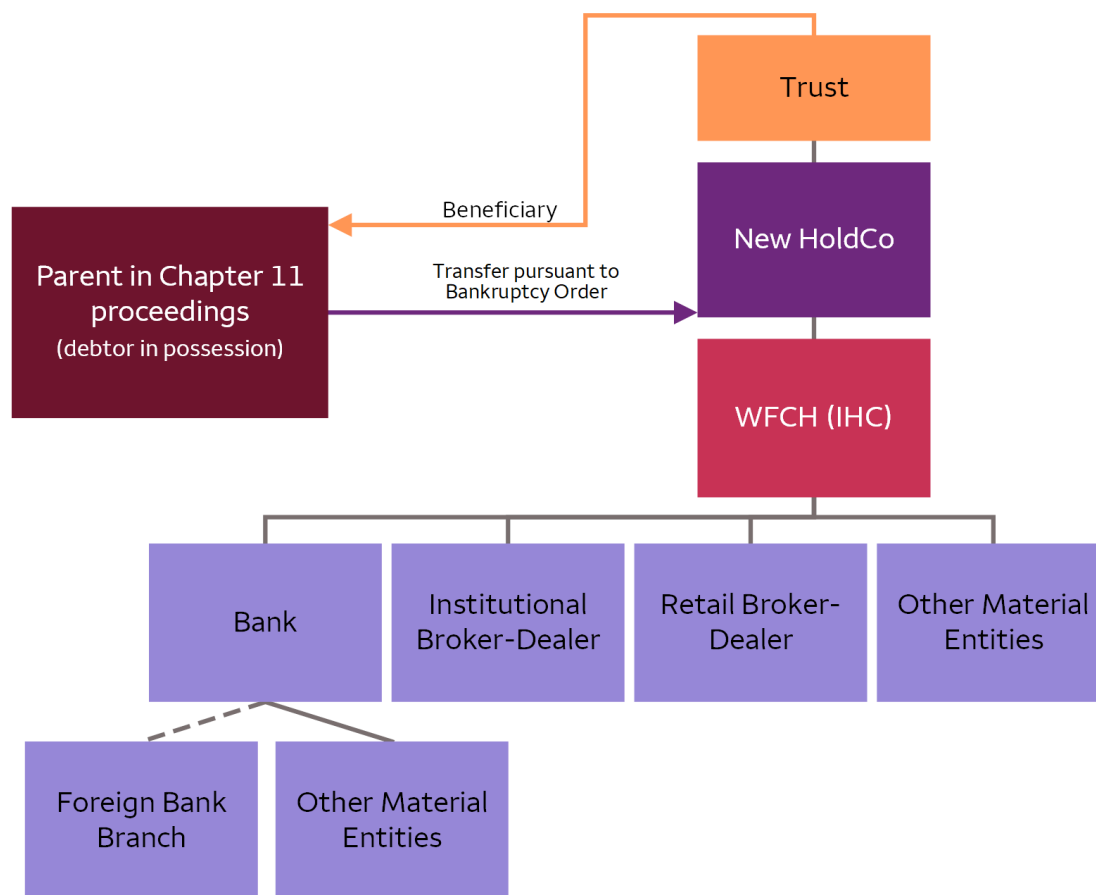 Trust
Beneficiary
New HoldCo
Parent in Chapter 11
proceedings
(debtor in possession)
Transfer pursuant to
Bankruptcy Order
WFCH (IHC)
Bank
Institutional
Broker-Dealer
Retail Broker-
Dealer
Other Material
Entities
Foreign Bank
Branch
Other Material
Entities